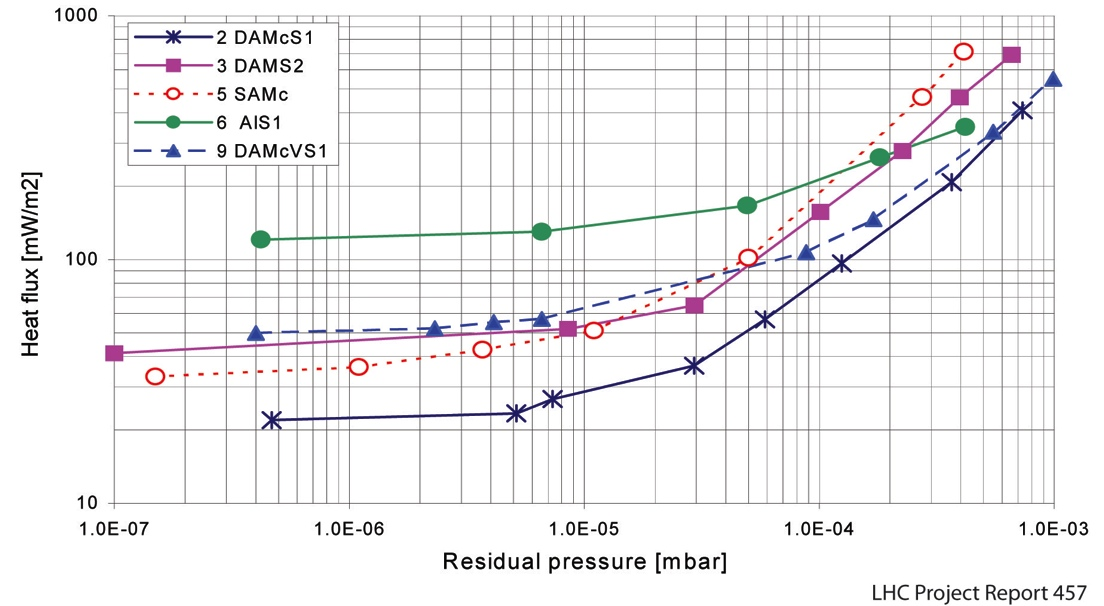 1000
100
10
Heat flux [mW/m2]
2 DAMcS1
3 DAMS2
5 SAMc
6 AIS1
9 DAMcVS1
1.0E-07 1.0E-06 1.0E-05 1.0E-04 1.0E-03
Residual pressure [mbar]
LHC Project Report 457